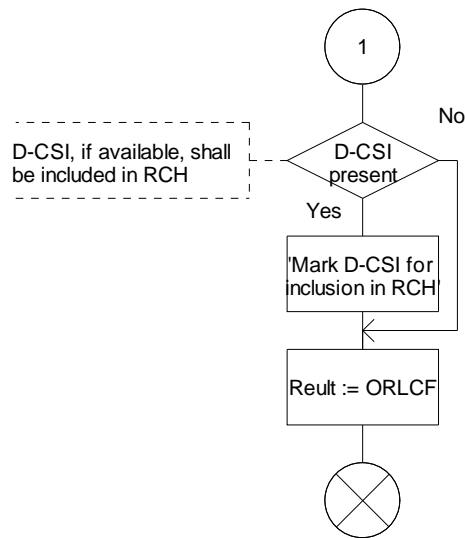 1
No
D-CSI, if available, shall
be included in RCH
D-CSI
present
Yes
'Mark D-CSI for
inclusion in RCH'
Reult := ORLCF